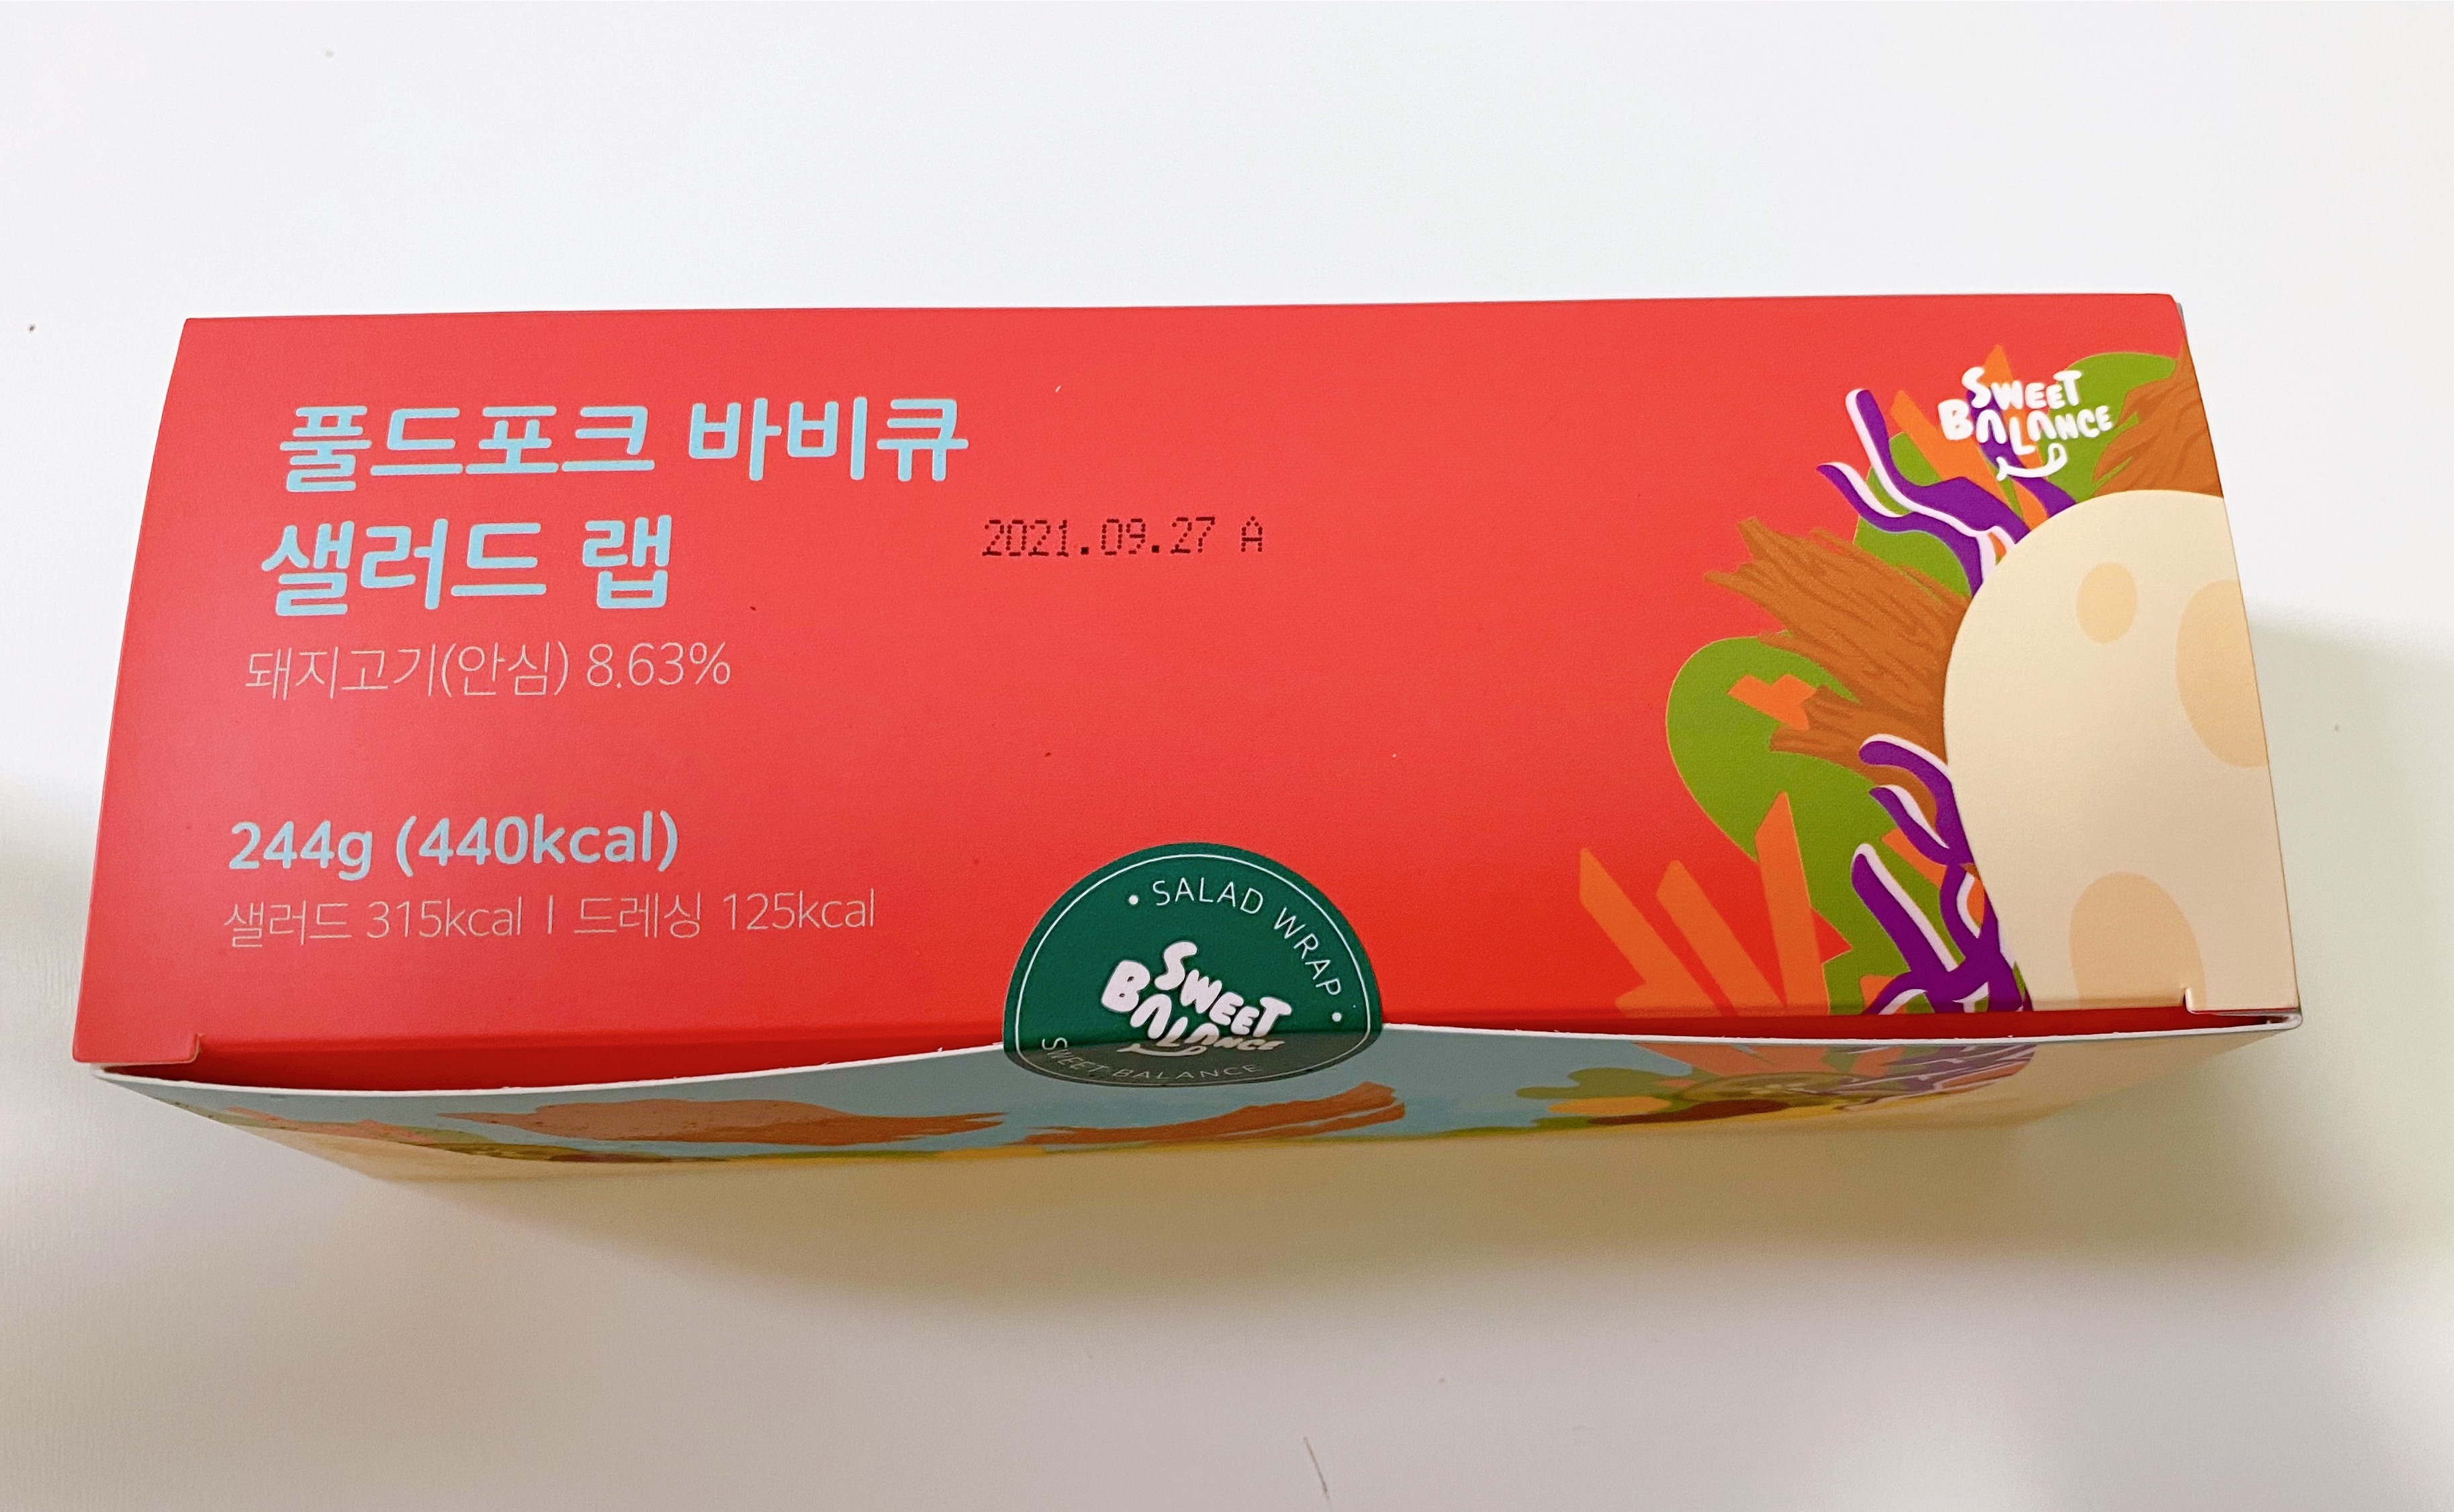 풀드포크 바비큐
샐러드 랩
돼지고기(안심) 8.63%
2021.09.27 A
244g (440kcal)
샐러드 315kcal | 드레싱 125kcal
SWEET
BALANCE
• SALAD WRAP •
SWEET
BALANCE
SWEET BALANCE